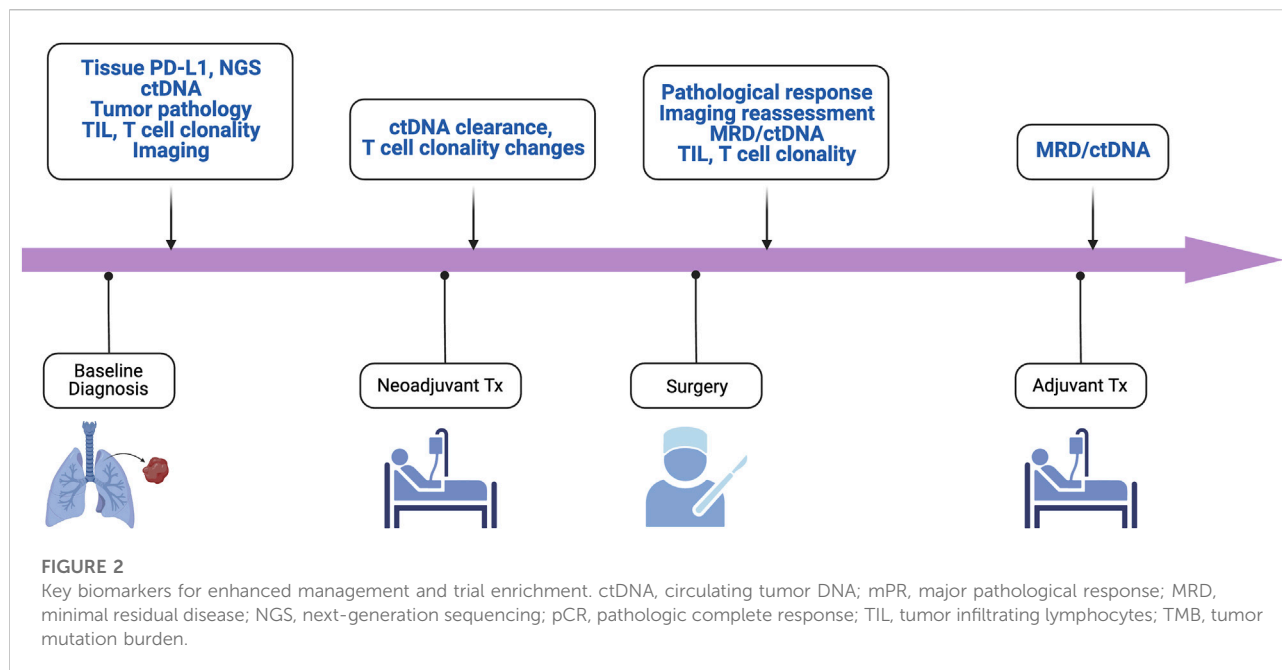 Tissue PD-L1, NGS
ctDNA
Tumor pathology
TIL, T cell clonality
Imaging
ctDNA clearance,
T cell clonality changes
Pathological response
Imaging reassessment
MRD/ctDNA
TIL, T cell clonality
MRD/ctDNA
Baseline
Diagnosis
Neoadjuvant Tx
Surgery
Adjuvant Tx
FIGURE 2
Key biomarkers for enhanced management and trial enrichment. ctDNA, circulating tumor DNA; mPR, major pathological response; MRD,
minimal residual disease; NGS, next-generation sequencing; pCR, pathologic complete response; TIL, tumor infiltrating lymphocytes; TMB, tumor
mutation burden.